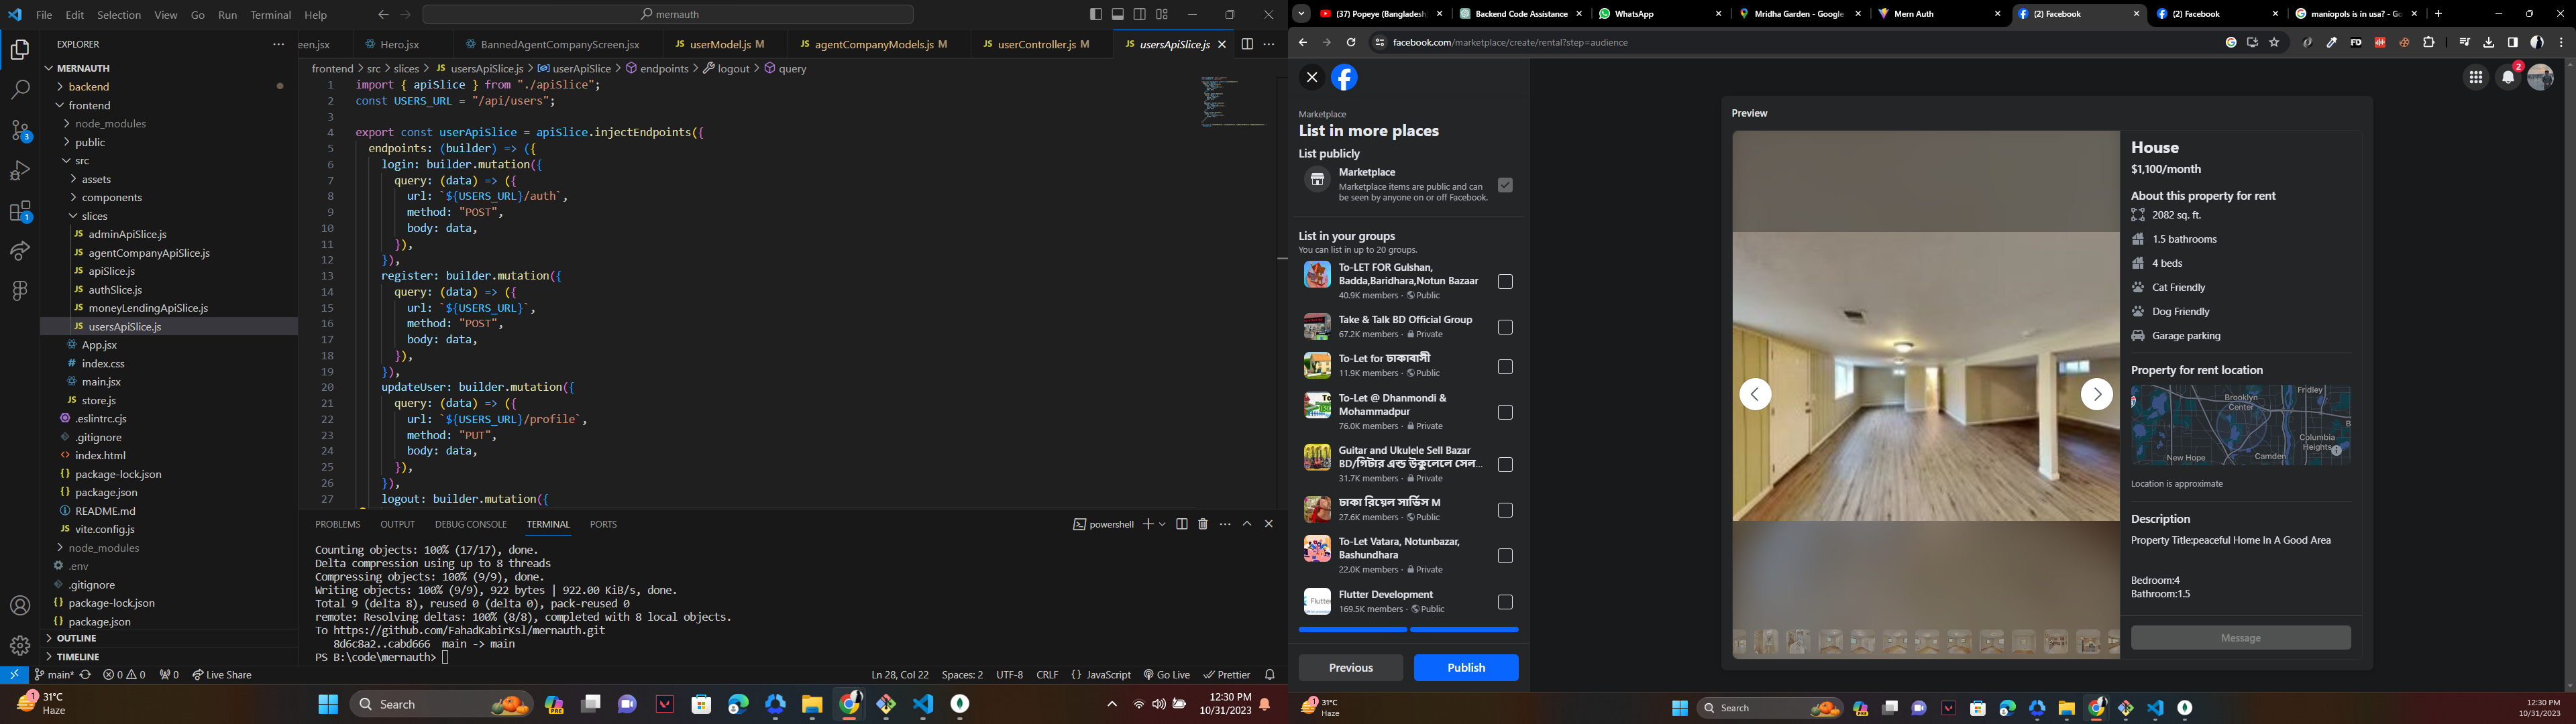 File Edit Selection View Go Run Terminal Help
mernauth
EXPLORER
MERNAUTH
backend
frontend
node_modules
public
src
assets
components
slices
adminApiSlice.js
agentCompanyApiSlice.js
apiSlice.js
authSlice.js
moneyLendingApiSlice.js
usersApiSlice.js
App.jsx
index.css
main.jsx
store.js
.eslintrc.cjs
.gitignore
index.html
package-lock.json
package.json
README.md
vite.config.js
node_modules
.env
.gitignore
package-lock.json
package.json
OUTLINE
TIMELINE
3
1
een.jsx Hero.jsx BannedAgentCompanyScreen.jsx userModel.js M agentCompanyModels.js M userController.js M usersApiSlice.js
frontend > src > slices > JS usersApiSlice.js > userApiSlice > endpoints > logout > query
1 import { apiSlice } from "./apiSlice";
2 const USERS_URL = "/api/users";
3
4 export const userApiSlice = apiSlice.injectEndpoints({
5 endpoints: (builder) => ({
6 login: builder.mutation({
7 query: (data) => ({
8 url: `${USERS_URL}/auth`,
9 method: "POST",
10 body: data,
11 }),
12 }),
13 register: builder.mutation({
14 query: (data) => ({
15 url: `${USERS_URL}`,
16 method: "POST",
17 body: data,
18 }),
19 }),
20 updateUser: builder.mutation({
21 query: (data) => ({
22 url: `${USERS_URL}/profile`,
23 method: "PUT",
24 body: data,
25 }),
26 }),
27 logout: builder.mutation({
PROBLEMS OUTPUT DEBUG CONSOLE TERMINAL PORTS
powershell
Counting objects: 100% (17/17), done.
Delta compression using up to 8 threads
Compressing objects: 100% (9/9), done.
Writing objects: 100% (9/9), 922 bytes | 922.00 KiB/s, done.
Total 9 (delta 8), reused 0 (delta 0), pack-reused 0
remote: Resolving deltas: 100% (8/8), completed with 8 local objects.
To https://github.com/FahadKabirKsl/mernauth.git
8d6c8a2..cabd666 main -> main
PS B:\code\mernauth>
main* 0 0 0 Live Share
Ln 28, Col 22 Spaces: 2 UTF-8 CRLF {} JavaScript Go Live Prettier
1
31°C
Haze
Search
12:30 PM
10/31/2023
(37) Popeye (Bangladesh Backend Code Assistance WhatsApp Mridha Garden - Google Mern Auth (2) Facebook (2) Facebook maniopols is in usa? - Go
facebook.com/marketplace/create/rental?step=audience
2
Marketplace
List in more places
List publicly
Marketplace
Marketplace items are public and can
be seen by anyone on or off Facebook.
List in your groups
You can list in up to 20 groups.
To-LET FOR Gulshan,
Badda,Baridhara,Notun Bazaar
40.9K members · Public
Take & Talk BD Official Group
67.2K members · Private
To-Let for ঢাকাবাসী
11.9K members · Public
To-Let @ Dhanmondi &
Mohammadpur
76.0K members · Private
Guitar and Ukulele Sell Bazar
BD/গিটার এন্ড উকুলেলে সেল...
31.7K members · Private
ঢাকা রিয়েল সার্ভিস M
27.6K members · Public
To-Let Vatara, Notunbazar,
Bashundhara
22.0K members · Private
Flutter Development
169.5K members · Public
Previous Publish
Preview
House
$1,100/month
About this property for rent
2082 sq. ft.
1.5 bathrooms
4 beds
Cat Friendly
Dog Friendly
Garage parking
Property for rent location
Fridley
Brooklyn
Center
Columbia
Heights
New Hope Camden
Location is approximate
Description
Property Title:peaceful Home In A Good Area
Bedroom:4
Bathroom:1.5
Message
1
31°C
Haze
Search
12:30 PM
10/31/2023